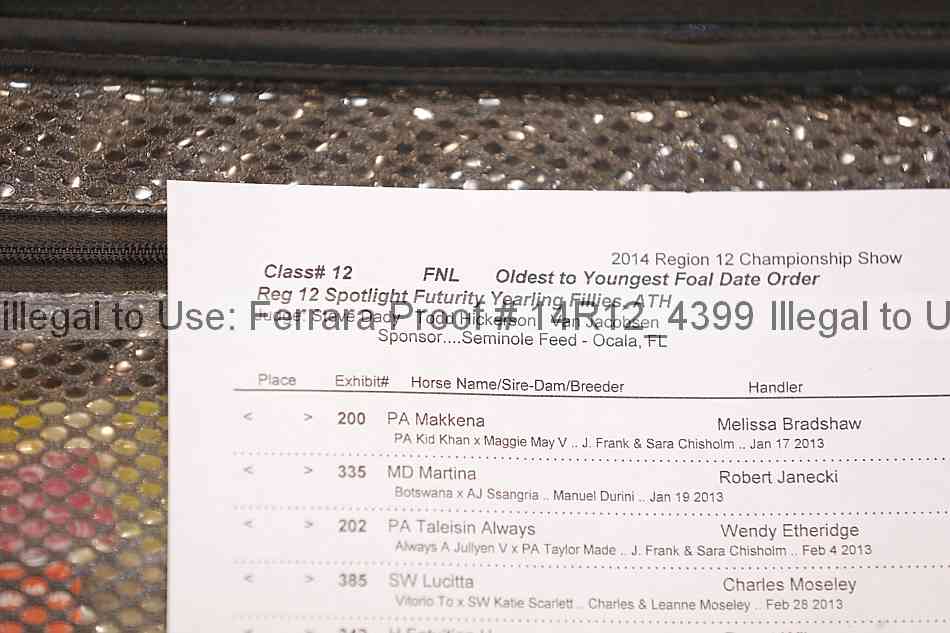 2014 Region 12 Championship Show
Class# 12 FNL Oldest to Youngest Foal Date Order
Reg 12 Spotlight Futurity Yearling Fillies, ATH
Judge: Steve Dady Todd Hickerson Van Jacobsen
Illegal to Use: Ferrara Proof # 14R12_4399 Illegal to U
Sponsor....Seminole Feed - Ocala, FL
Place Exhibit# Horse Name/Sire-Dam/Breeder Handler
< > 200 PA Makkena Melissa Bradshaw
PA Kid Khan x Maggie May V .. J. Frank & Sara Chisholm .. Jan 17 2013
< > 335 MD Martina Robert Janecki
Botswana x AJ Ssangria .. Manuel Durini .. Jan 19 2013
< > 202 PA Taleisin Always Wendy Etheridge
Always A Jullyen V x PA Taylor Made .. J. Frank & Sara Chisholm .. Feb 4 2013
< > 385 SW Lucitta Charles Moseley
Vitorio To x SW Katie Scarlett .. Charles & Leanne Moseley .. Feb 28 2013